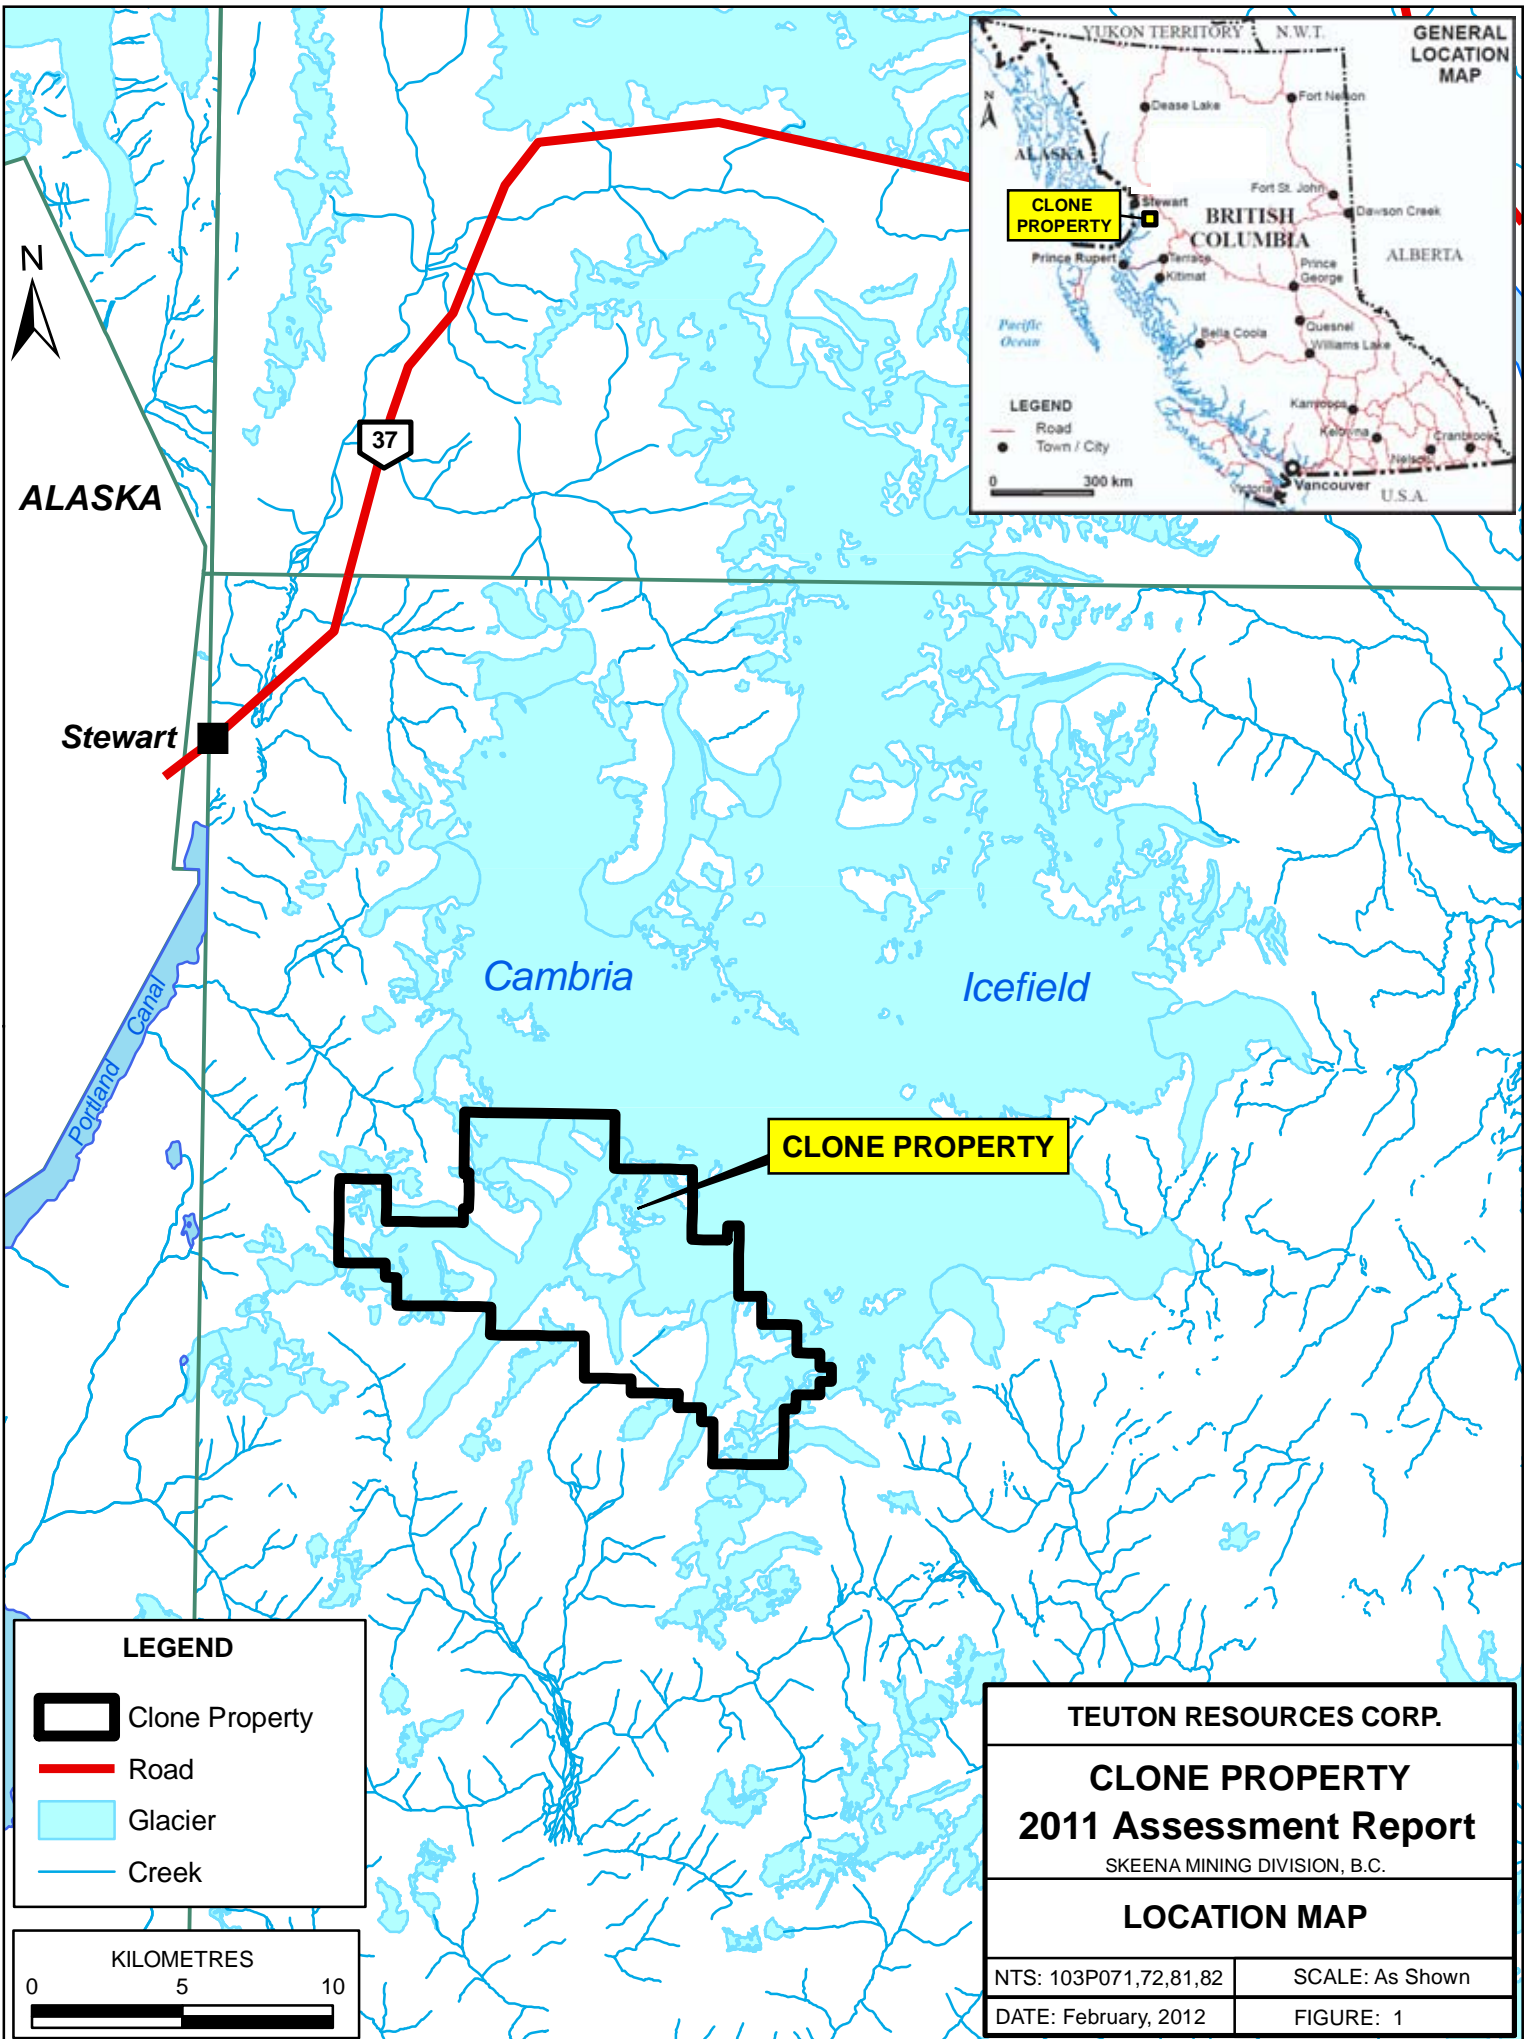 YUKON TERRITORY
N.W.T.
GENERAL
LOCATION
MAP
N
Dease Lake
Fort Nelson
ALASKA
Fort St. John
Dawson Creek
CLONE
PROPERTY
Stewart
BRITISH
COLUMBIA
ALBERTA
Prince Rupert
Terrace
Kitimat
Prince
George
Pacific
Ocean
Bella Coola
Quesnel
Williams Lake
LEGEND
Road
Town / City
Kamloops
Kelowna
Nelson
Cranbrook
0
300 km
Victoria
Vancouver
U.S.A.
N
37
ALASKA
Stewart
Cambria
Icefield
Portland Canal
CLONE PROPERTY
LEGEND
Clone Property
Road
Glacier
Creek
KILOMETRES
0 5 10
TEUTON RESOURCES CORP.
CLONE PROPERTY
2011 Assessment Report
SKEENA MINING DIVISION, B.C.
LOCATION MAP
NTS: 103P071,72,81,82
SCALE: As Shown
DATE: February, 2012
FIGURE: 1